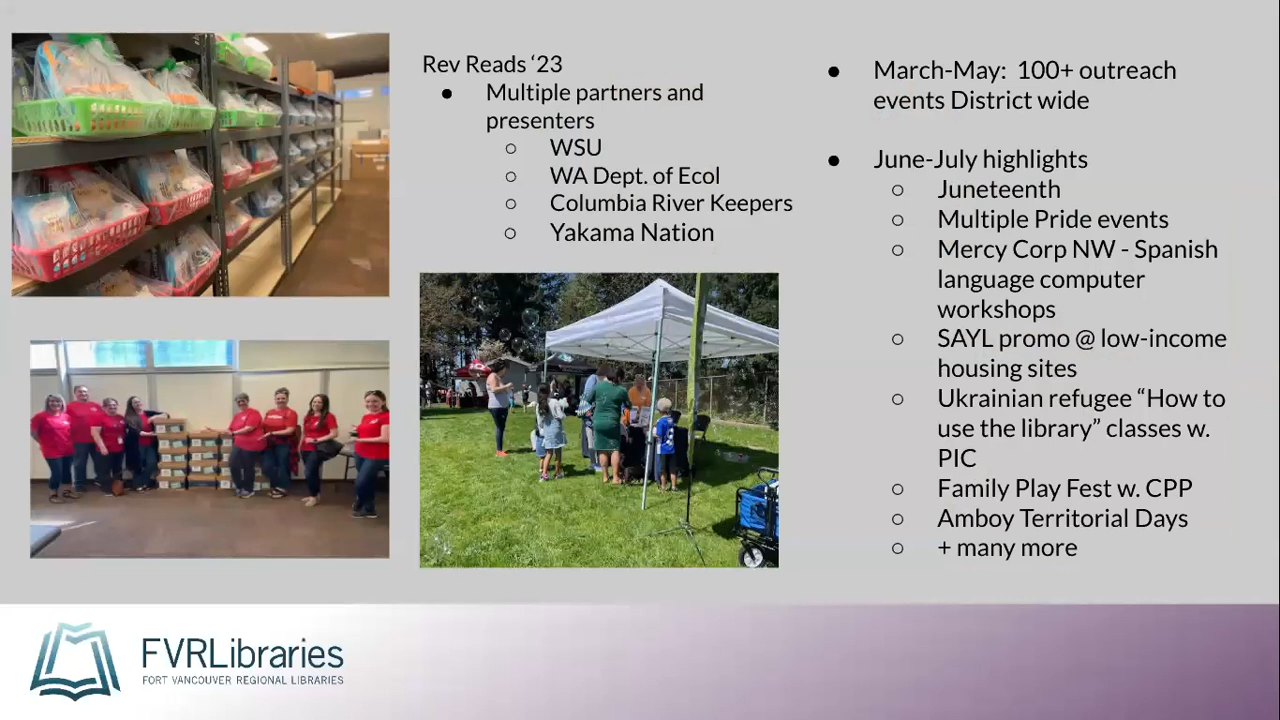 Rev Reads ‘23
● Multiple partners and
presenters
○ WSU
○ WA Dept. of Ecol
○ Columbia River Keepers
○ Yakama Nation
● March-May: 100+ outreach
events District wide
● June-July highlights
○ Juneteenth
○ Multiple Pride events
○ Mercy Corp NW - Spanish
language computer
workshops
○ SAYL promo @ low-income
housing sites
○ Ukrainian refugee “How to
use the library” classes w.
PIC
○ Family Play Fest w. CPP
○ Amboy Territorial Days
○ + many more
FVRLibraries
FORT VANCOUVER REGIONAL LIBRARIES